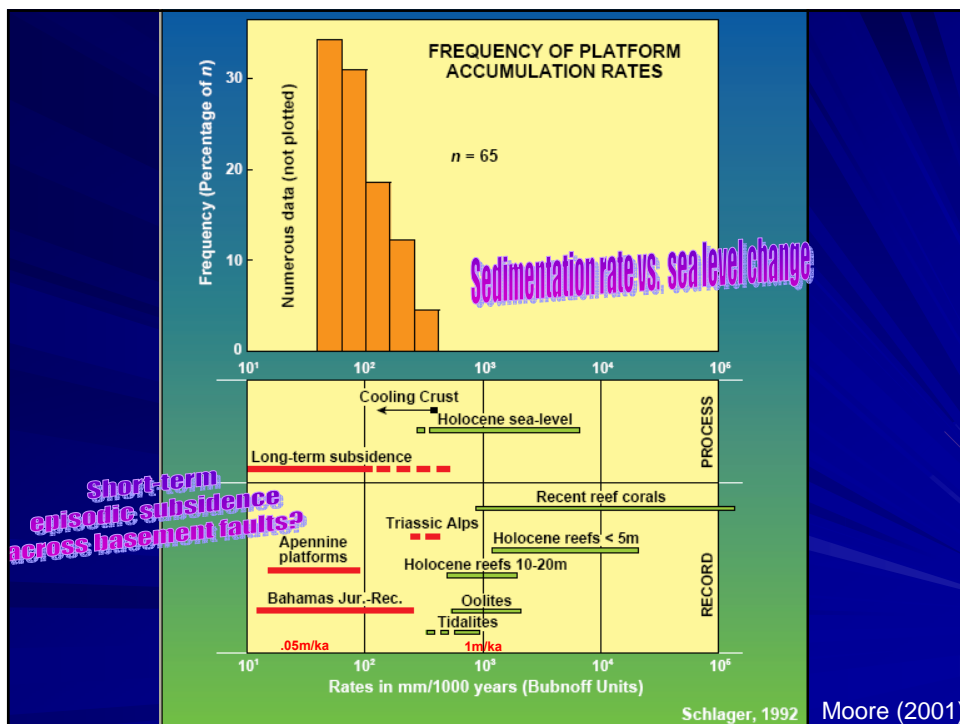 FREQUENCY OF PLATFORM
ACCUMULATION RATES
n = 65
Frequency (Percentage of n)
Numerous data (not plotted)
30
20
10
0
Sedimentation rate vs. sea level change
10¹ 10² 10³ 10⁴ 10⁵
Cooling Crust
Holocene sea-level
Long-term subsidence
PROCESS
Short-term
episodic subsidence
across basement faults?
Recent reef corals
Triassic Alps
Holocene reefs < 5m
Apennine
platforms
Holocene reefs 10-20m
Bahamas Jur.-Rec.
Oolites
Tidalites
RECORD
.05m/ka 1m/ka
10¹ 10² 10³ 10⁴ 10⁵
Rates in mm/1000 years (Bubnoff Units)
Schlager, 1992
Moore (2001)